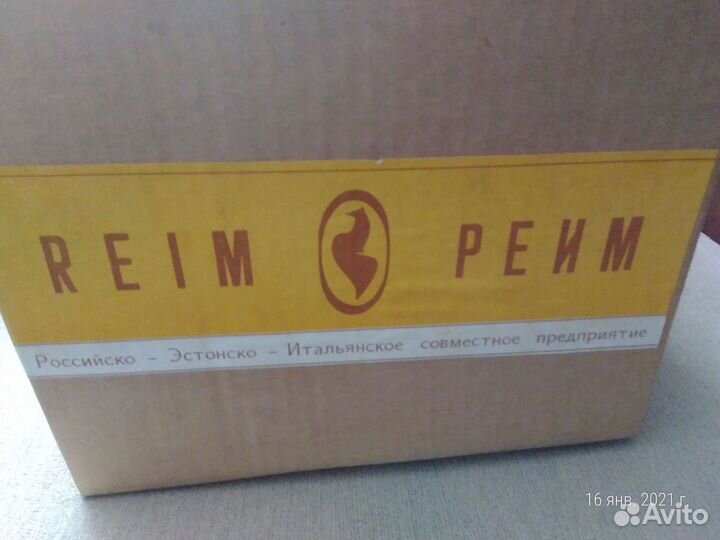 REIM РЕИМ
Российско – Эстонско – Итальянское совместное предприятие
16 янв. 2021 г.
Avito